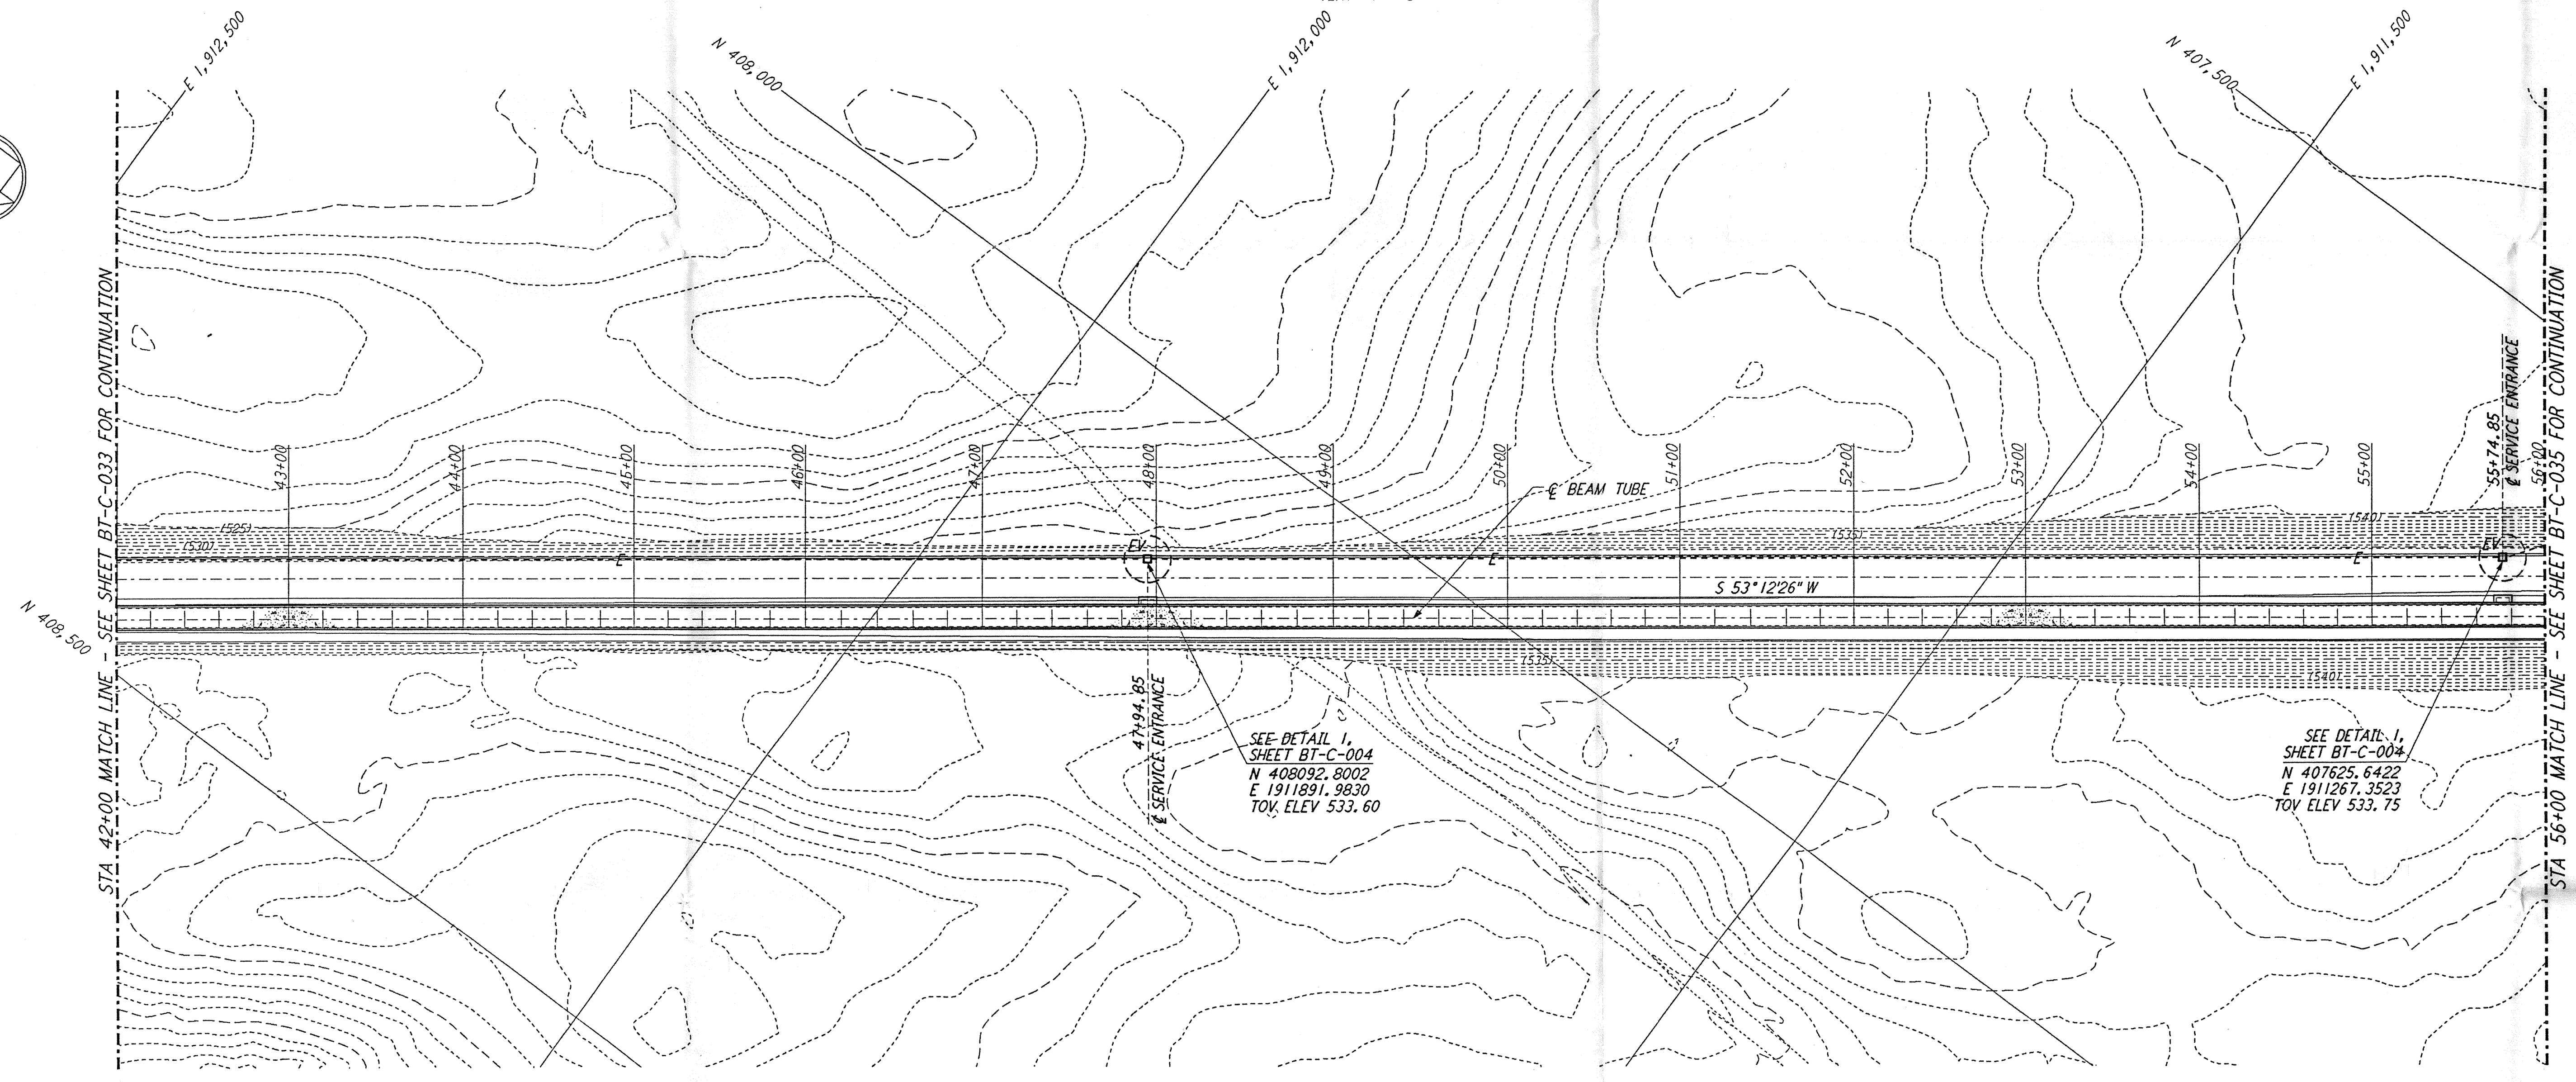 E 1,912,500
N 408,000
E 1,912,000
N 407,500
E 1,911,500
STA 42+00 MATCH LINE - SEE SHEET BT-C-033 FOR CONTINUATION
STA 56+00 MATCH LINE - SEE SHEET BT-C-035 FOR CONTINUATION
43+00
44+00
45+00
46+00
47+00
48+00
49+00
50+00
51+00
52+00
53+00
54+00
55+00
55+74.85
℄ SERVICE ENTRANCE
56+00
℄ BEAM TUBE
(525)
(530)
(535)
(540)
E
EV
E
E
EV
S 53°12'26" W
N 408,500
(535)
(540)
47+94.85
℄ SERVICE ENTRANCE
SEE DETAIL 1,
SHEET BT-C-004
N 408092.8002
E 1911891.9830
TOV ELEV 533.60
SEE DETAIL 1,
SHEET BT-C-004
N 407625.6422
E 1911267.3523
TOV ELEV 533.75